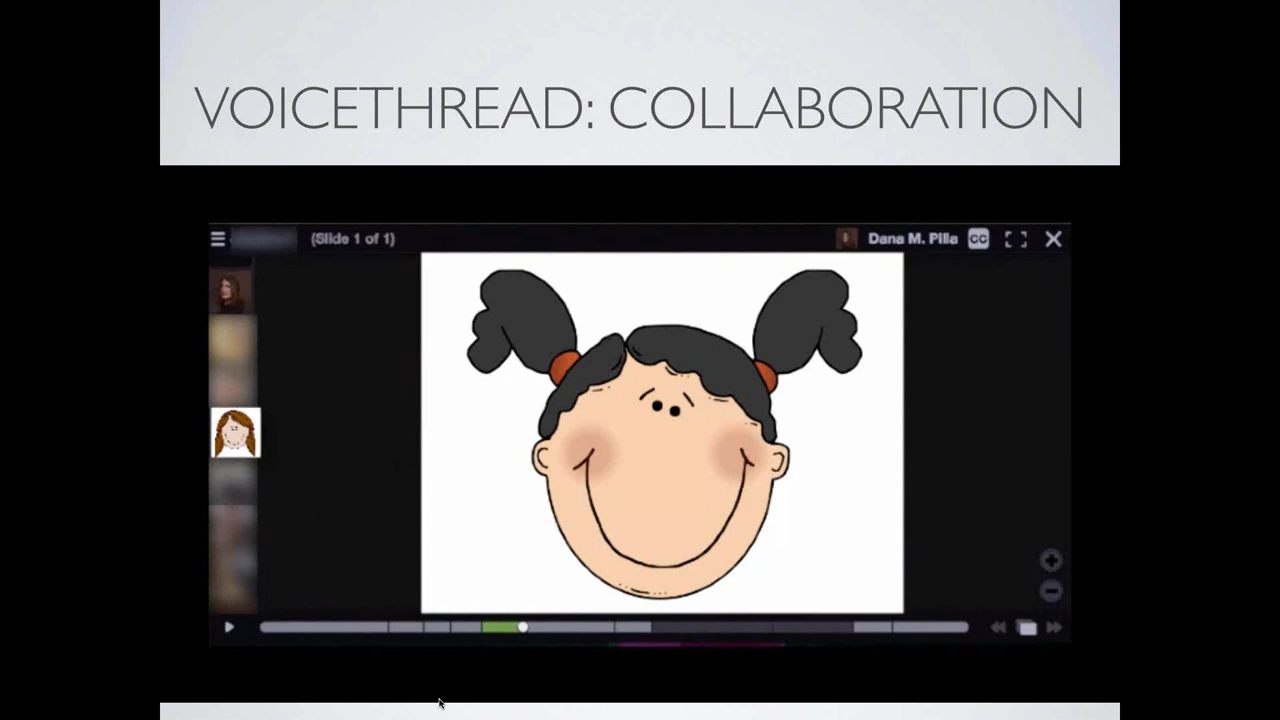 VOICETHREAD: COLLABORATION
(Slide 1 of 1)
Dana M. Pilla
CC